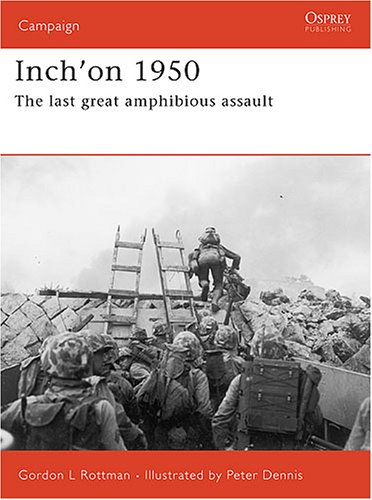 Campaign
OSPREY
PUBLISHING
Inch'on 1950
The last great amphibious assault
Gordon L Rottman · Illustrated by Peter Dennis